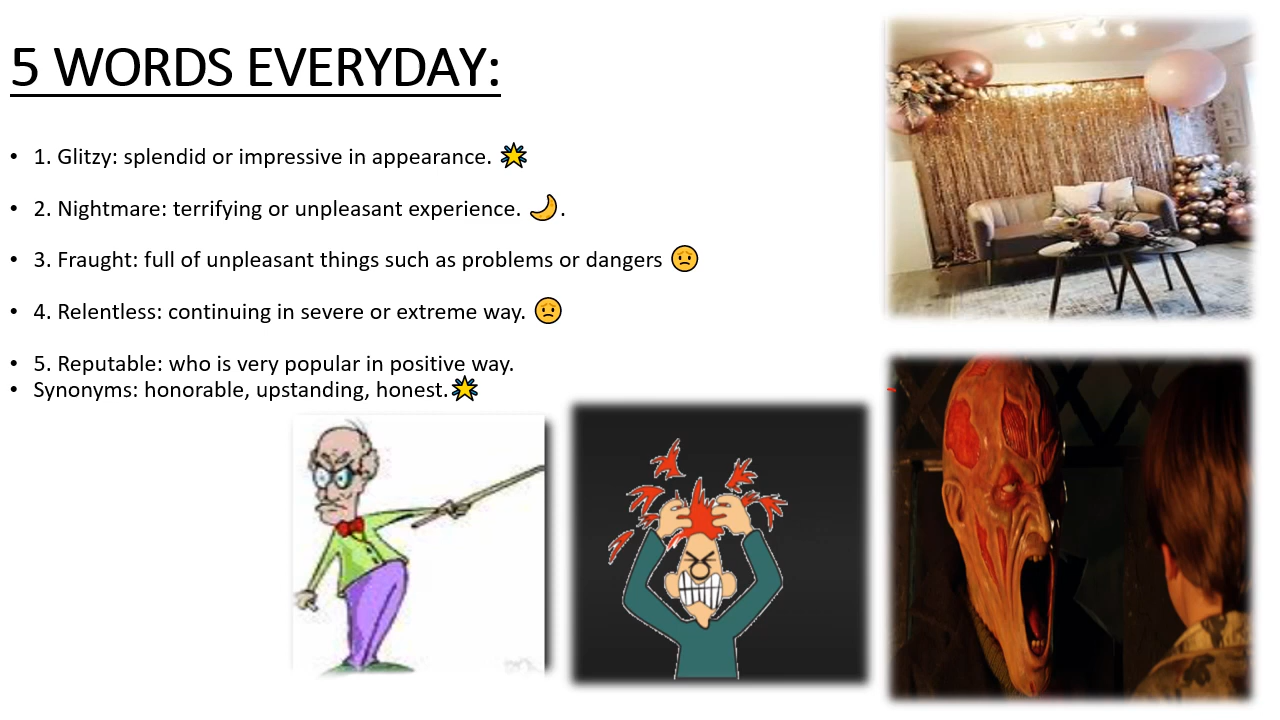 5 WORDS EVERYDAY:
• 1. Glitzy: splendid or impressive in appearance. 🌟
• 2. Nightmare: terrifying or unpleasant experience. 🌙.
• 3. Fraught: full of unpleasant things such as problems or dangers 😟
• 4. Relentless: continuing in severe or extreme way. 😟
• 5. Reputable: who is very popular in positive way.
• Synonyms: honorable, upstanding, honest.🌟